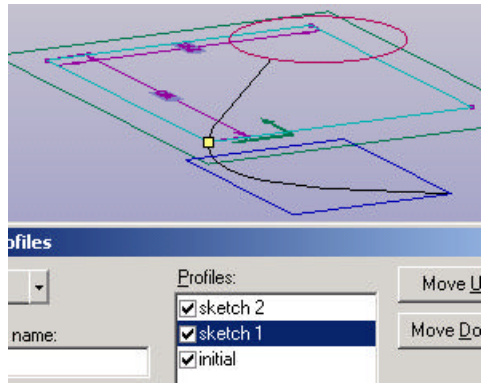 ofiles
Profiles:
Move U
sketch 2
sketch 1
name:
Move Do
initial